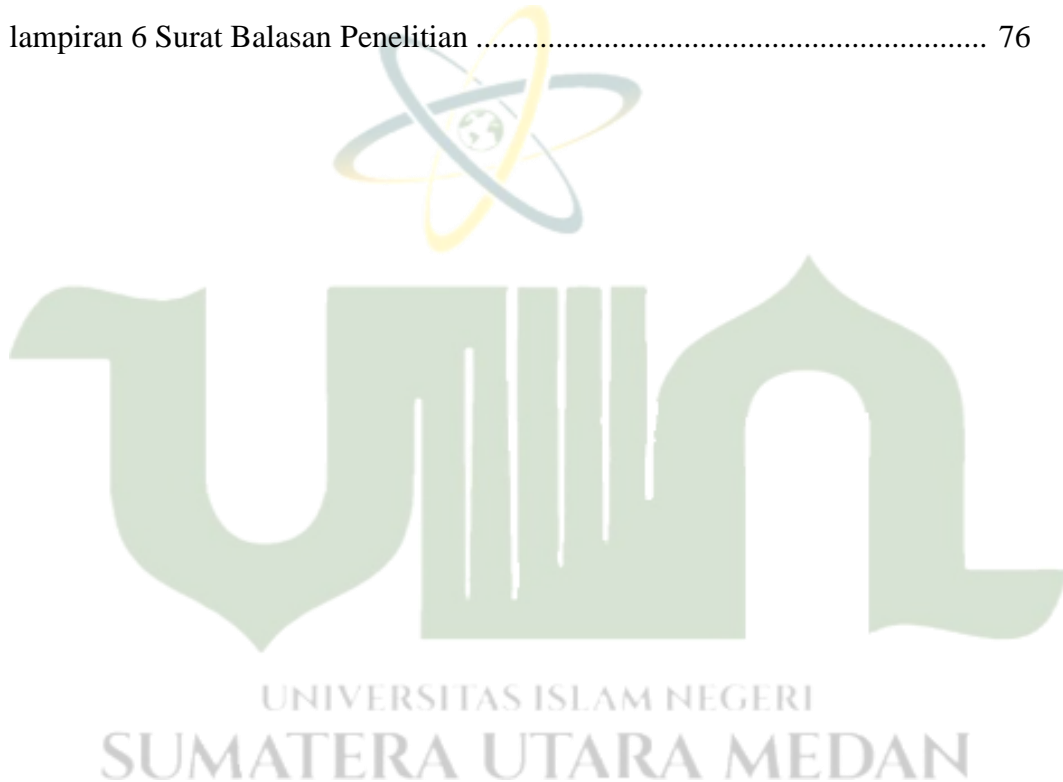 lampiran 6 Surat Balasan Penelitian ................................................................ 76
UNIVERSITAS ISLAM NEGERI
SUMATERA UTARA MEDAN